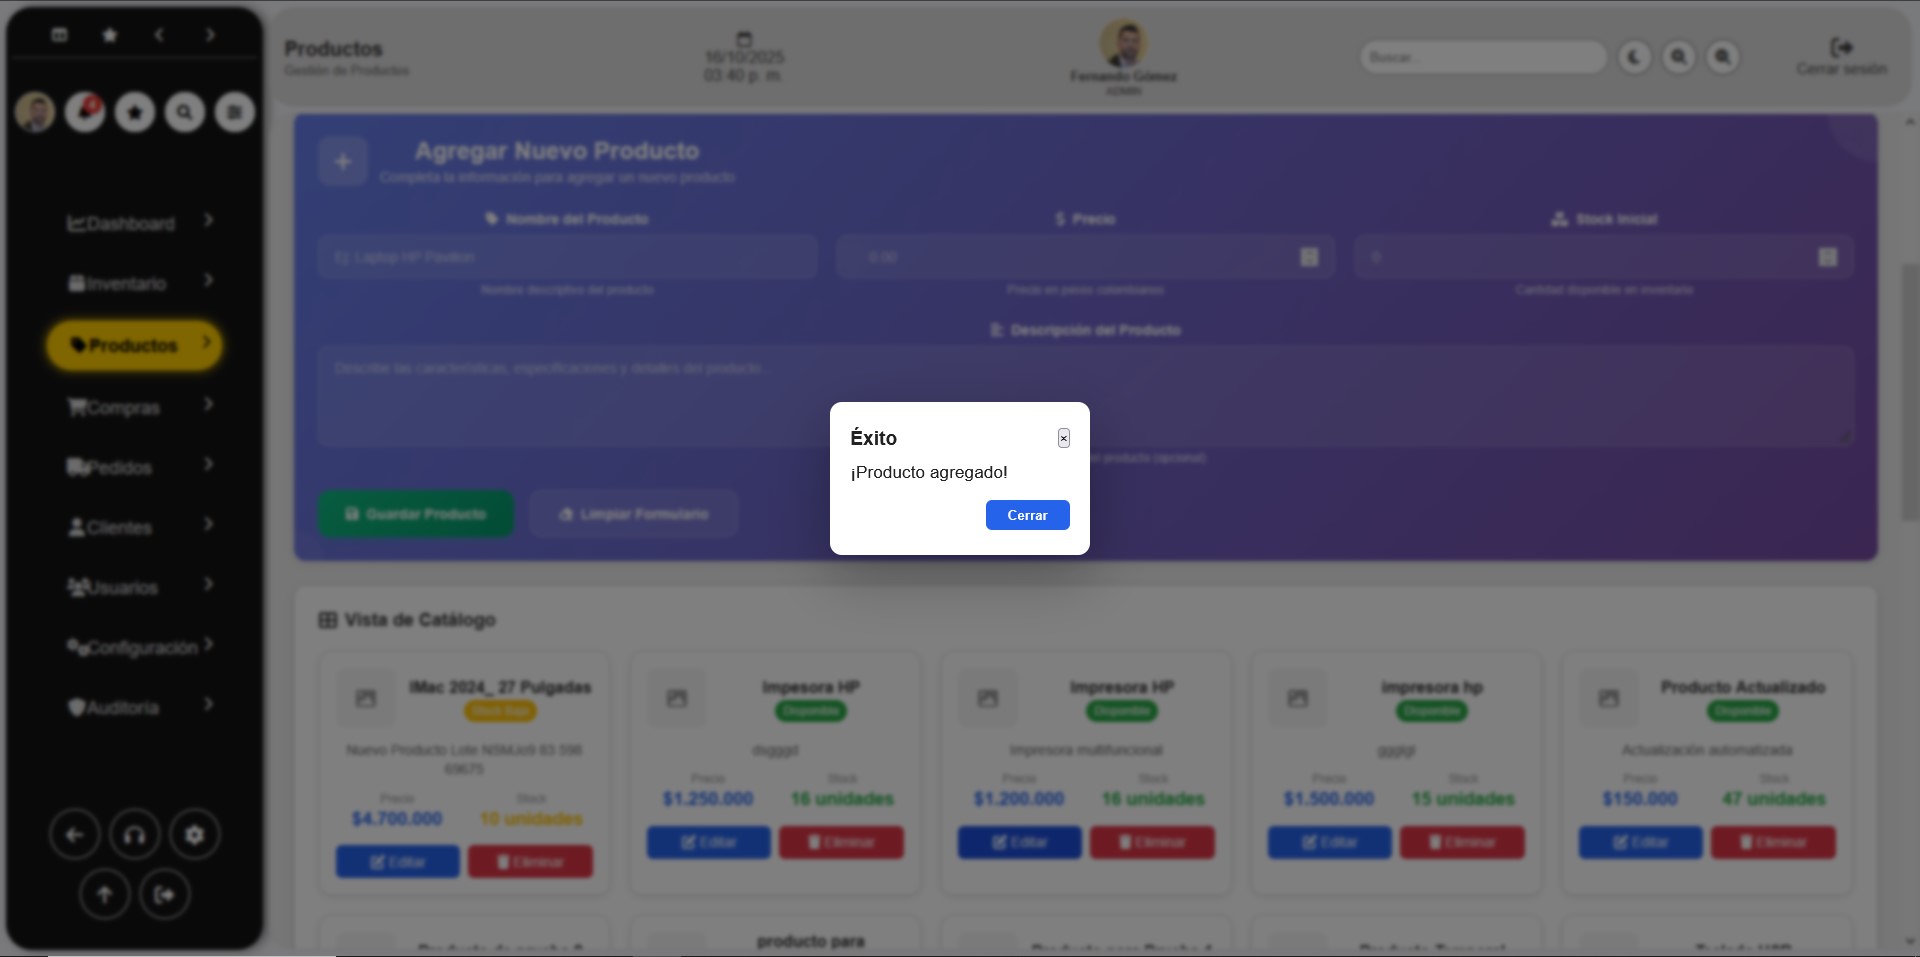 Productos
Gestión de Productos
16/10/2025
03:40 p. m.
Fernando Gómez
ADMIN
Buscar...
Cerrar sesión
Dashboard
Inventario
Productos
Compras
Pedidos
Clientes
Usuarios
Configuración
Auditoría
Agregar Nuevo Producto
Completa la información para agregar un nuevo producto
Nombre del Producto
Ej: Laptop HP Pavilion
Nombre descriptivo del producto
Precio
0.00
Precio en pesos colombianos
Stock Inicial
0
Cantidad disponible en inventario
Descripción del Producto
Describe las características, especificaciones y detalles del producto...
producto (opcional)
Guardar Producto
Limpiar Formulario
Éxito
×
¡Producto agregado!
Cerrar
Vista de Catálogo
IMac 2024_ 27 Pulgadas
Stock Bajo
Nuevo Producto Lote
69675
Precio
Stock
$4.700.000
10 unidades
Editar
Eliminar
Impesora HP
Disponible
dsgggd
Precio
Stock
$1.250.000
16 unidades
Editar
Eliminar
Impresora HP
Disponible
Impresora multifuncional
Precio
Stock
$1.200.000
16 unidades
Editar
Eliminar
impresora hp
Disponible
Precio
Stock
$1.500.000
15 unidades
Editar
Eliminar
Producto Actualizado
Disponible
Actualización automatizada
Precio
Stock
$150.000
47 unidades
Editar
Eliminar
producto para